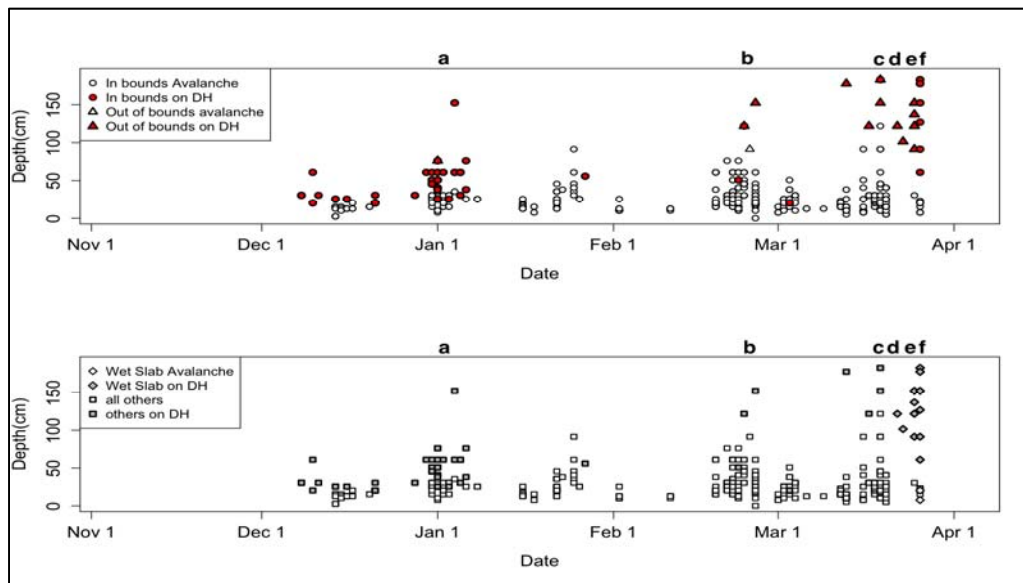 a b c d e f
In bounds Avalanche
In bounds on DH
Out of bounds avalanche
Out of bounds on DH
Depth(cm)
150
100
50
0
Nov 1 Dec 1 Jan 1 Feb 1 Mar 1 Apr 1
Date
a b c d e f
Wet Slab Avalanche
Wet Slab on DH
all others
others on DH
Depth(cm)
150
100
50
0
Nov 1 Dec 1 Jan 1 Feb 1 Mar 1 Apr 1
Date